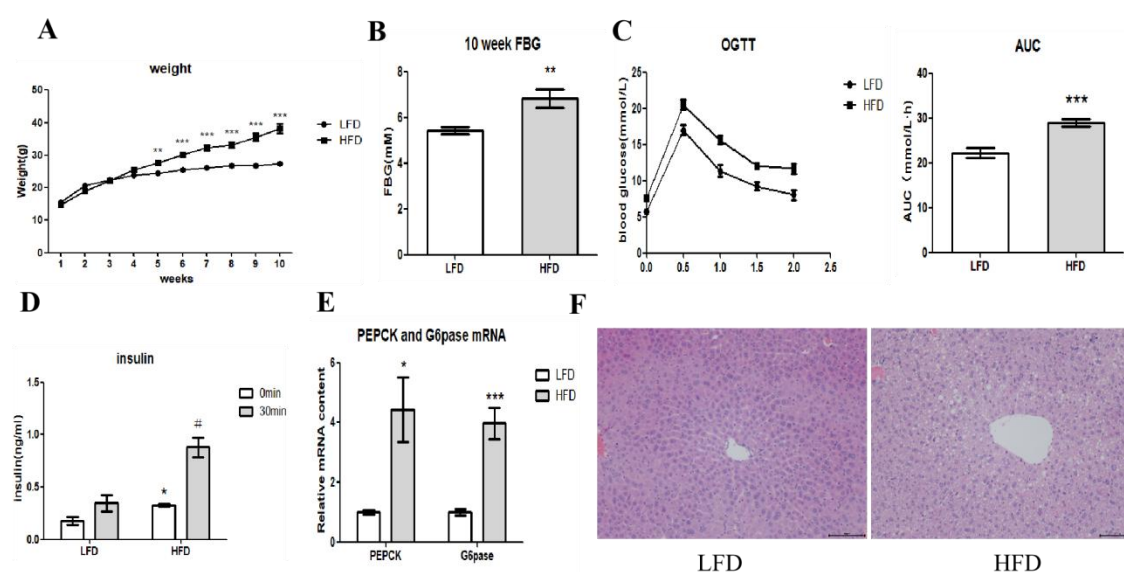 A
weight
Weight(g)
50
40
30
20
10
0
** *** *** *** *** ***
1 2 3 4 5 6 7 8 9 10
weeks
LFD
HFD
B
10 week FBG
FBG(mM)
8
6
4
2
0
**
LFD HFD
C
OGTT
blood glucose(mmol/L)
25
20
15
10
5
0
0.0 0.5 1.0 1.5 2.0 2.5
LFD
HFD
AUC
AUC (mmol/L·h)
40
30
20
10
0
***
LFD HFD
D
insulin
Insulin(ng/ml)
1.5
1.0
0.5
0.0
* #
LFD HFD
0min
30min
E
PEPCK and G6pase mRNA
Relative mRNA content
6
4
2
0
* ***
PEPCK G6pase
LFD
HFD
F
LFD HFD